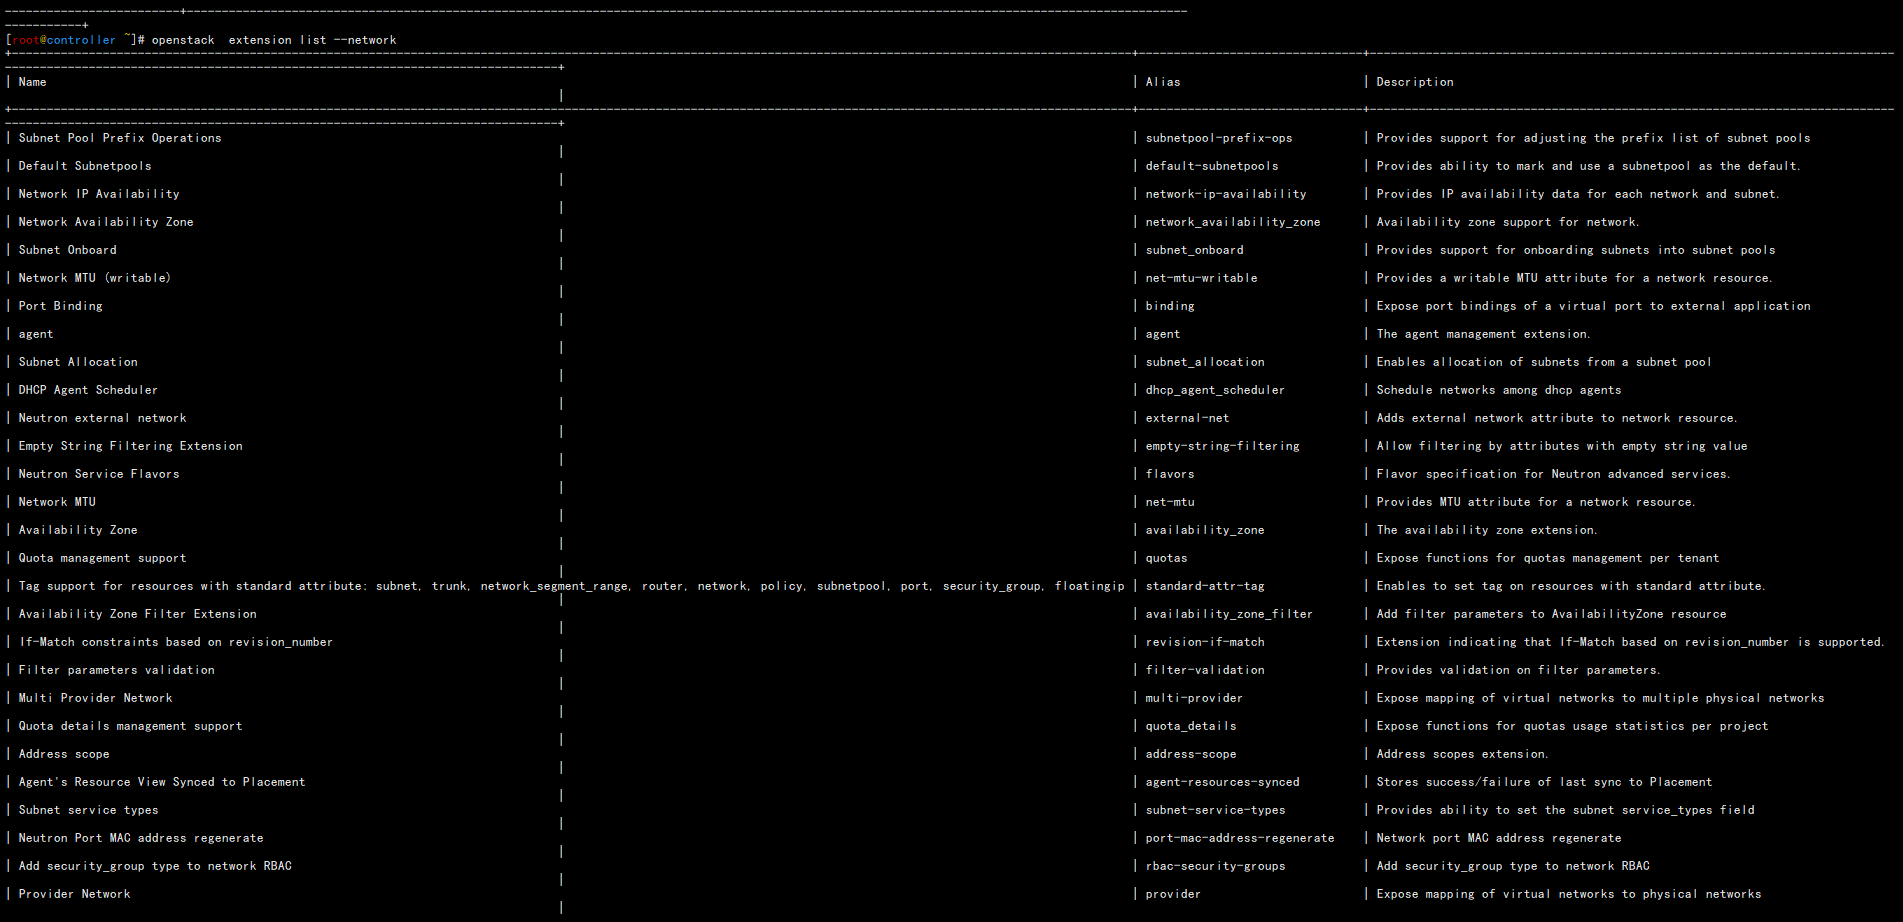 [root@controller ~]# openstack  extension list --network
| Name | Alias | Description
| Subnet Pool Prefix Operations | subnetpool-prefix-ops | Provides support for adjusting the prefix list of subnet pools
| Default Subnetpools | default-subnetpools | Provides ability to mark and use a subnetpool as the default.
| Network IP Availability | network-ip-availability | Provides IP availability data for each network and subnet.
| Network Availability Zone | network_availability_zone | Availability zone support for network.
| Subnet Onboard | subnet_onboard | Provides support for onboarding subnets into subnet pools
| Network MTU (writable) | net-mtu-writable | Provides a writable MTU attribute for a network resource.
| Port Binding | binding | Expose port bindings of a virtual port to external application
| agent | agent | The agent management extension.
| Subnet Allocation | subnet_allocation | Enables allocation of subnets from a subnet pool
| DHCP Agent Scheduler | dhcp_agent_scheduler | Schedule networks among dhcp agents
| Neutron external network | external-net | Adds external network attribute to network resource.
| Empty String Filtering Extension | empty-string-filtering | Allow filtering by attributes with empty string value
| Neutron Service Flavors | flavors | Flavor specification for Neutron advanced services.
| Network MTU | net-mtu | Provides MTU attribute for a network resource.
| Availability Zone | availability_zone | The availability zone extension.
| Quota management support | quotas | Expose functions for quotas management per tenant
| Tag support for resources with standard attribute: subnet, trunk, network_segment_range, router, network, policy, subnetpool, port, security_group, floatingip | standard-attr-tag | Enables to set tag on resources with standard attribute.
| Availability Zone Filter Extension | availability_zone_filter | Add filter parameters to AvailabilityZone resource
| If-Match constraints based on revision_number | revision-if-match | Extension indicating that If-Match based on revision_number is supported.
| Filter parameters validation | filter-validation | Provides validation on filter parameters.
| Multi Provider Network | multi-provider | Expose mapping of virtual networks to multiple physical networks
| Quota details management support | quota_details | Expose functions for quotas usage statistics per project
| Address scope | address-scope | Address scopes extension.
| Agent's Resource View Synced to Placement | agent-resources-synced | Stores success/failure of last sync to Placement
| Subnet service types | subnet-service-types | Provides ability to set the subnet service_types field
| Neutron Port MAC address regenerate | port-mac-address-regenerate | Network port MAC address regenerate
| Add security_group type to network RBAC | rbac-security-groups | Add security_group type to network RBAC
| Provider Network | provider | Expose mapping of virtual networks to physical networks